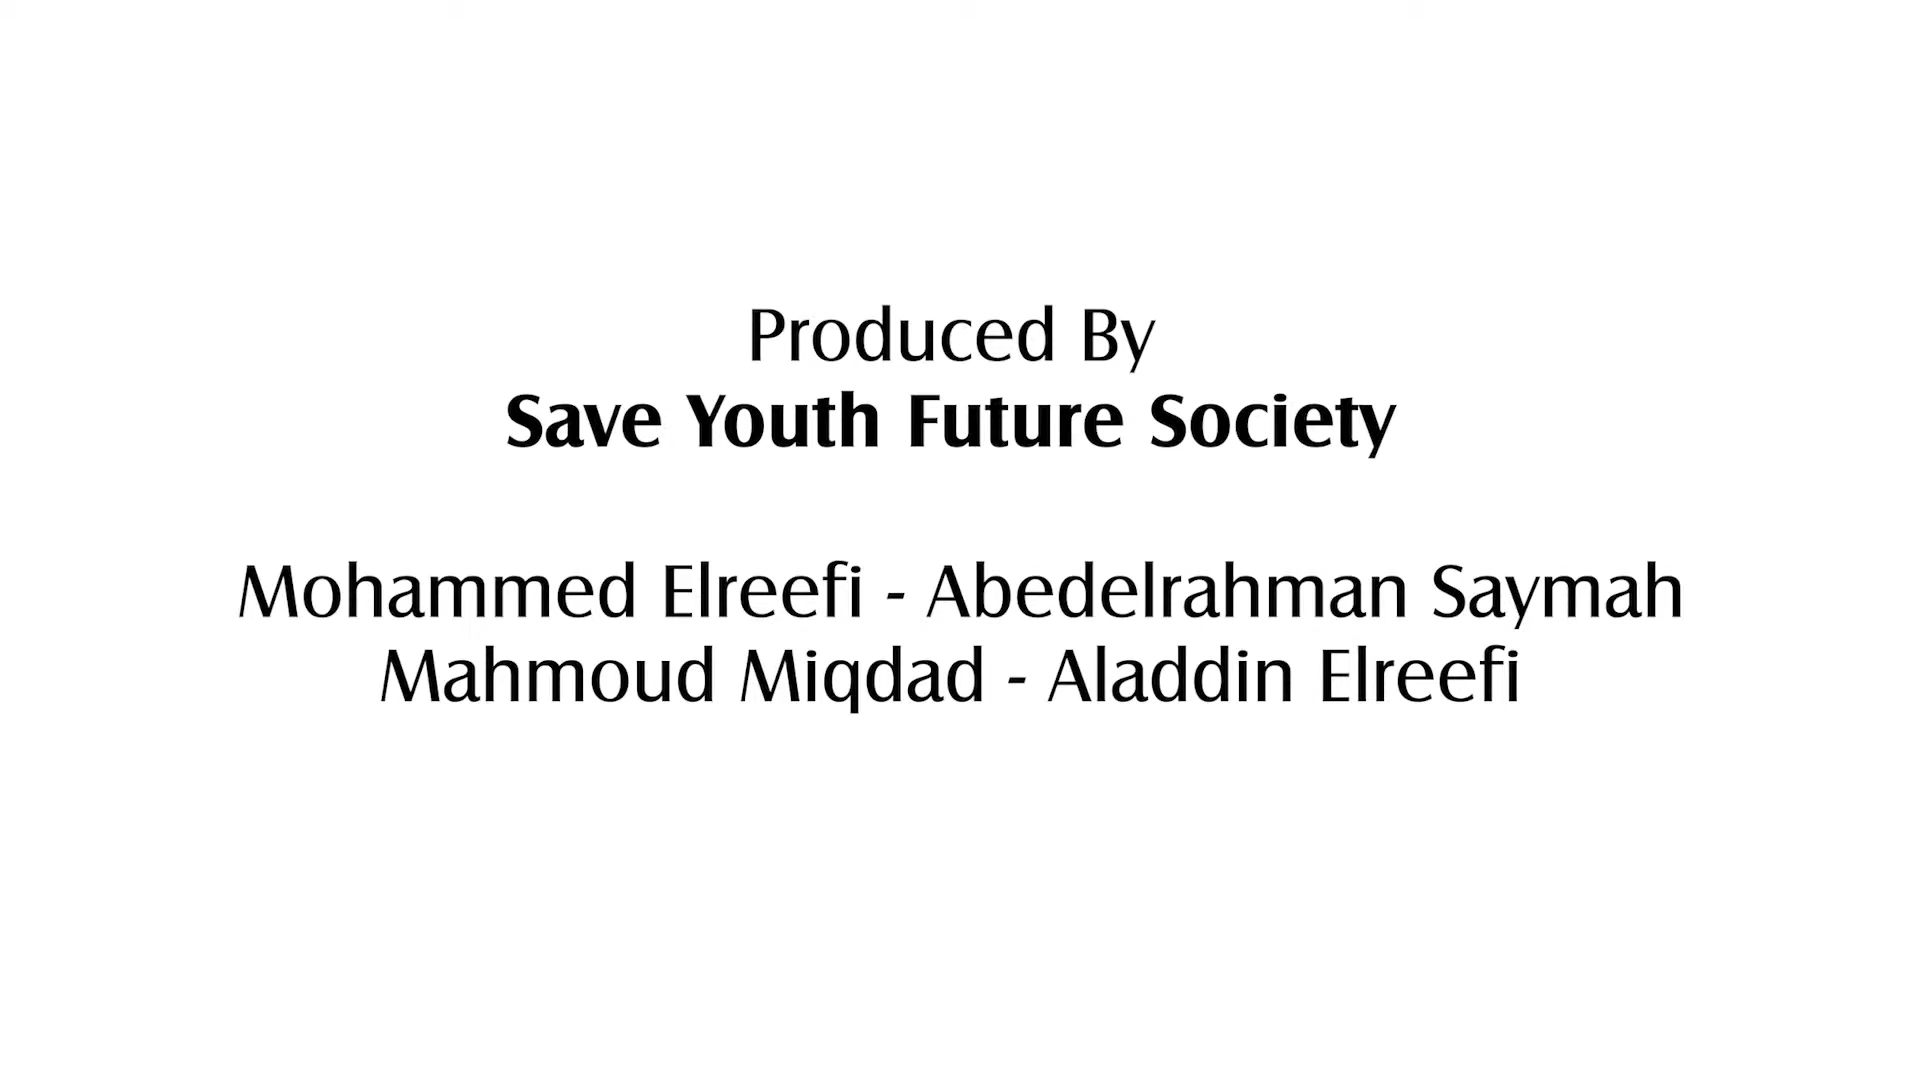 Produced By
Save Youth Future Society
Mohammed Elreefi - Abedelrahman Saymah
Mahmoud Miqdad - Aladdin Elreefi